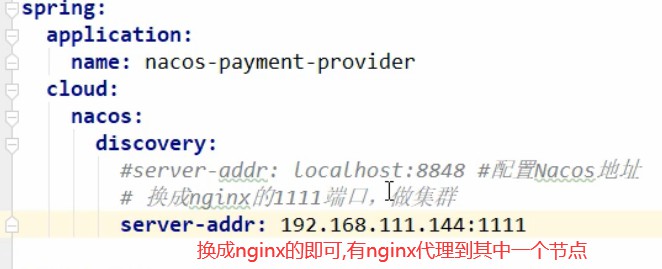 spring:
application:
name: nacos-payment-provider
cloud:
nacos:
discovery:
#server-addr: localhost:8848 #配置Nacos地址
# 换成nginx的1111端口，做集群
server-addr: 192.168.111.144:1111
换成nginx的即可,有nginx代理到其中一个节点